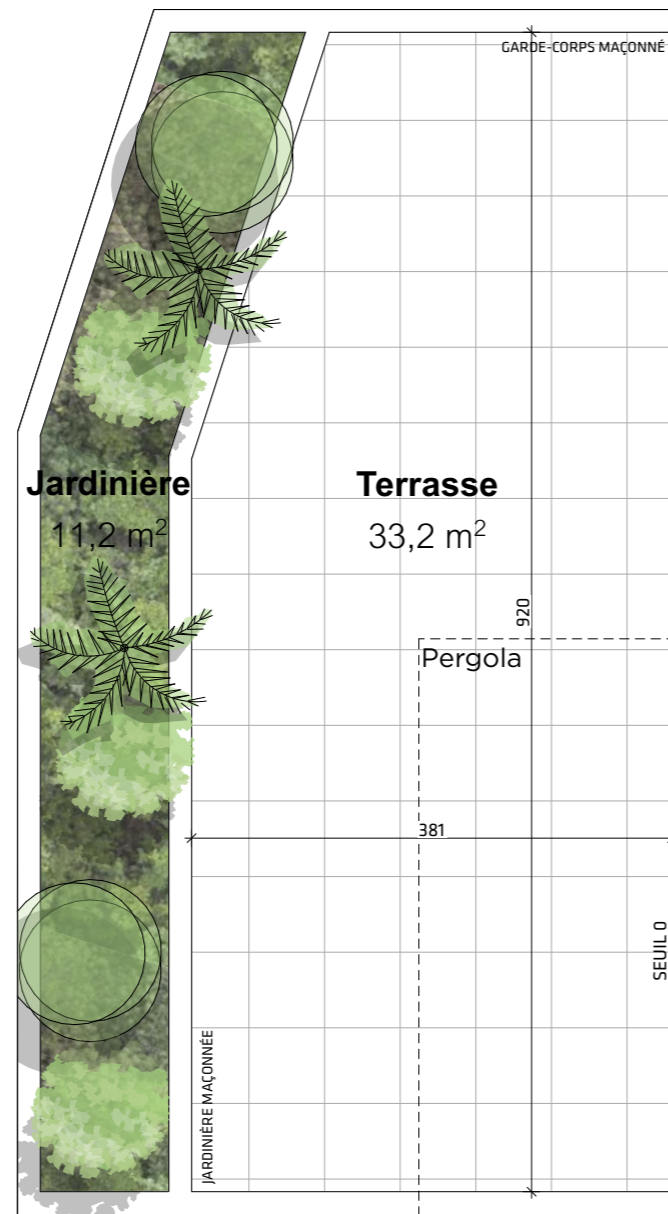 GARDE-CORPS MAÇONNÉ
Jardinière
11,2 m²
Terrasse
33,2 m²
920
Pergola
381
SEUIL 0
JARDINIÈRE MAÇONNÉE